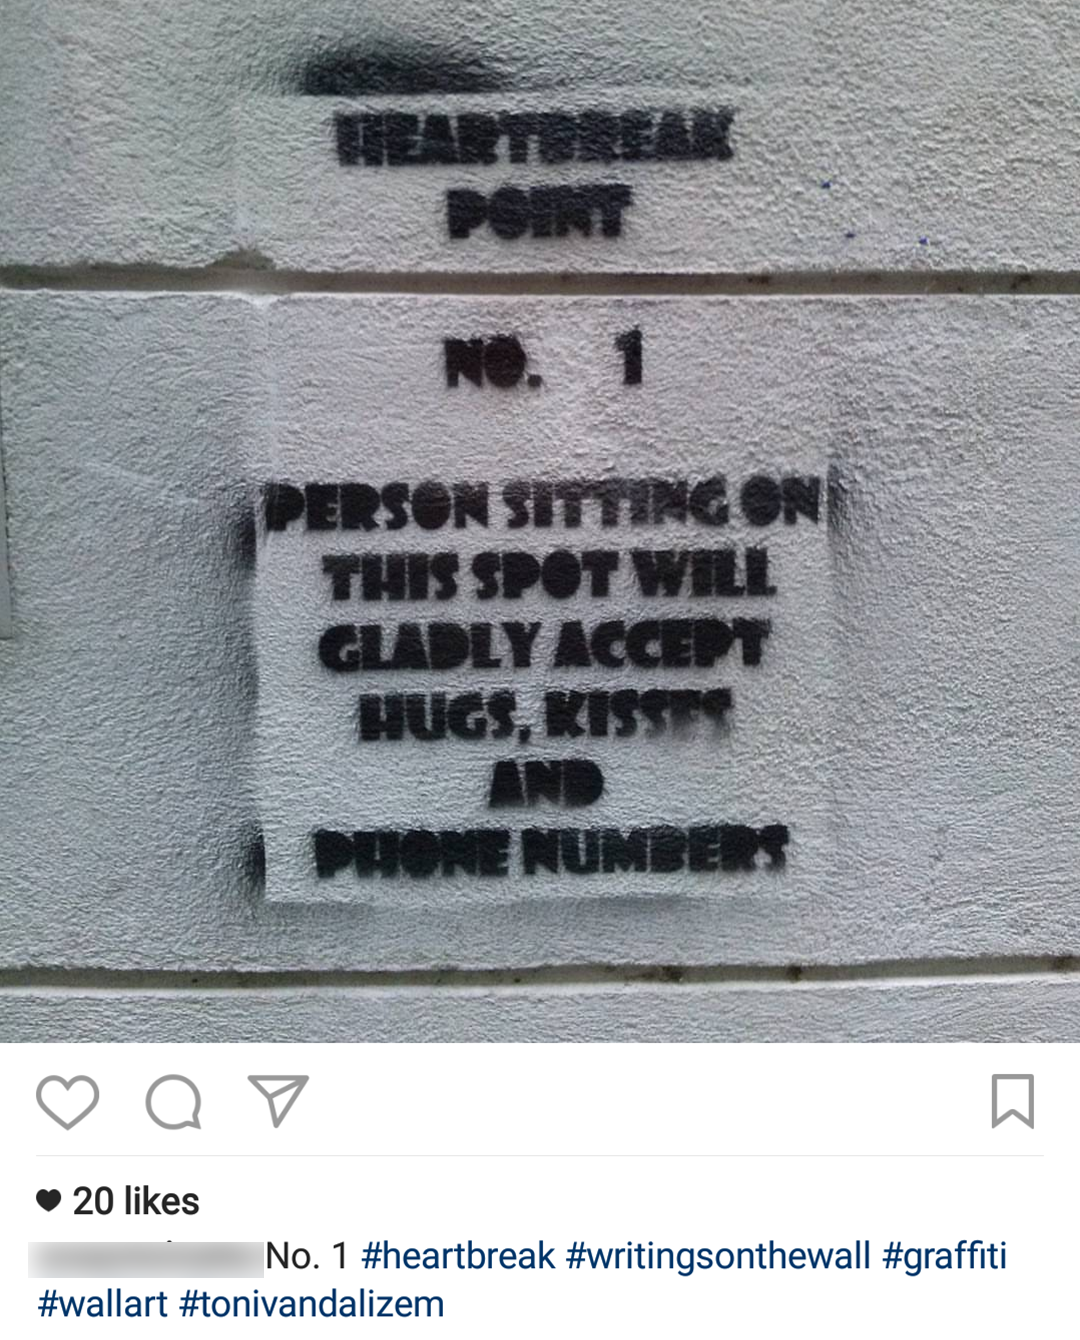 HEARTBREAK
POINT
NO. 1
PERSON SITTING ON
THIS SPOT WILL
GLADLY ACCEPT
HUGS, KISSES
AND
PHONE NUMBERS
20 likes
No. 1 #heartbreak #writingsonthewall #graffiti
#wallart #tonivandalizem